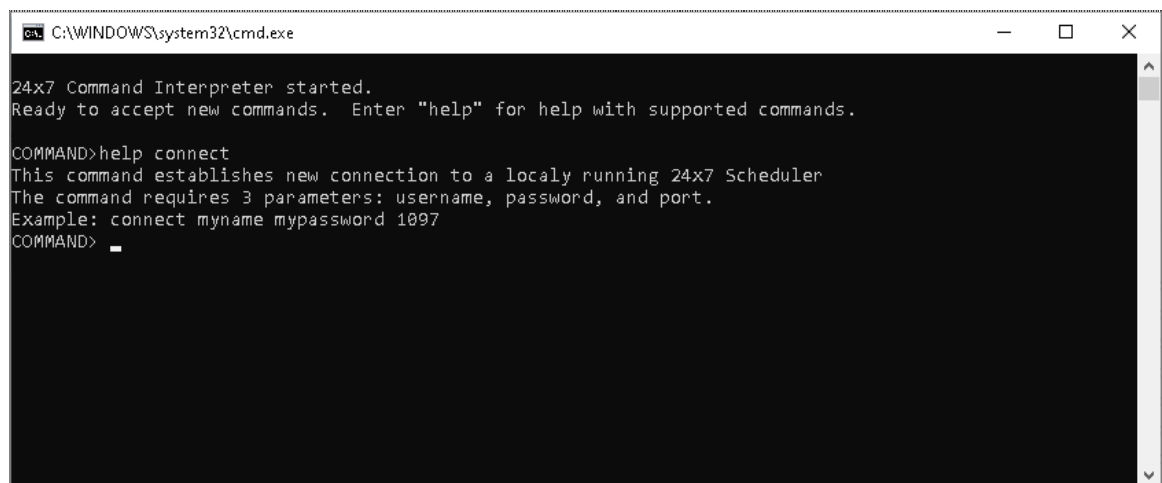 C:\WINDOWS\system32\cmd.exe
24x7 Command Interpreter started.
Ready to accept new commands.  Enter "help" for help with supported commands.
COMMAND>help connect
This command establishes new connection to a localy running 24x7 Scheduler
The command requires 3 parameters: username, password, and port.
Example: connect myname mypassword 1097
COMMAND> _